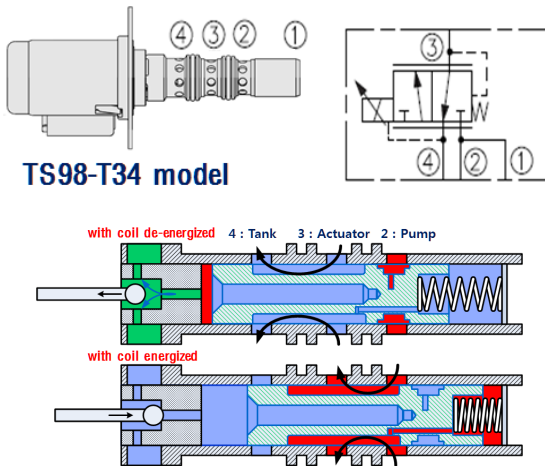 ④ ③ ② ①
TS98-T34 model
③
④ ② ①
with coil de-energized 4 : Tank 3 : Actuator 2 : Pump
with coil energized